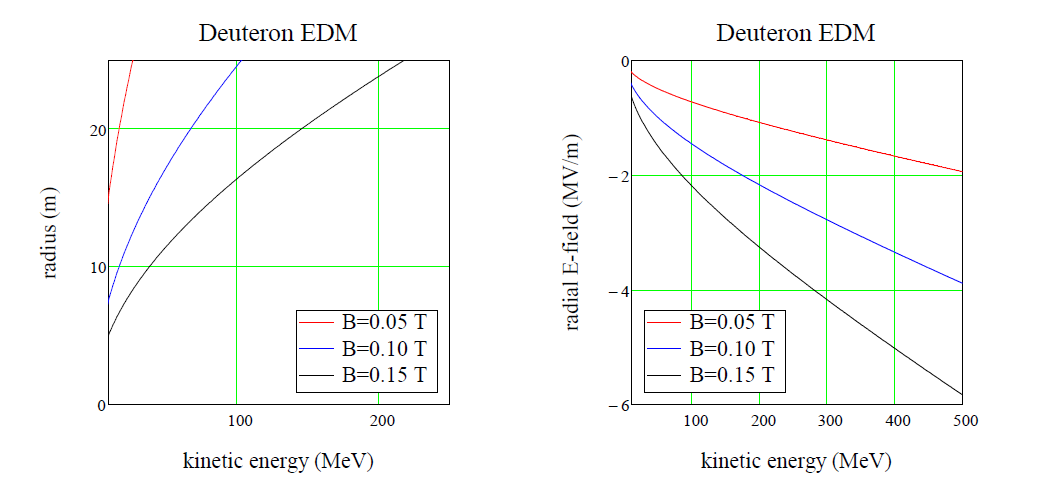 Deuteron EDM
radius (m)
20
10
0
100
200
B=0.05 T
B=0.10 T
B=0.15 T
kinetic energy (MeV)
Deuteron EDM
radial E-field (MV/m)
0
−2
−4
−6
100
200
300
400
500
B=0.05 T
B=0.10 T
B=0.15 T
kinetic energy (MeV)